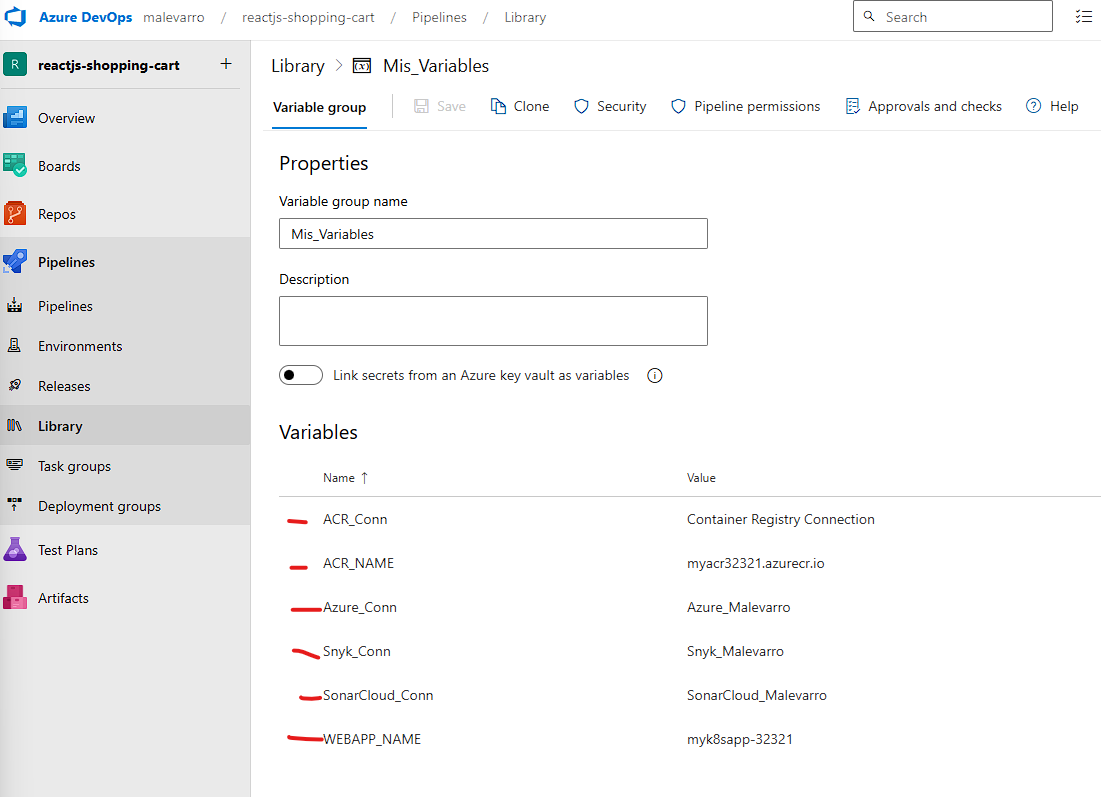 Azure DevOps malevarro / reactjs-shopping-cart / Pipelines / Library Search
R reactjs-shopping-cart +
Library > Mis_Variables
Variable group Save Clone Security Pipeline permissions Approvals and checks Help
Overview
Boards
Repos
Pipelines
Pipelines
Environments
Releases
Library
Task groups
Deployment groups
Test Plans
Artifacts
Properties
Variable group name
Mis_Variables
Description
Link secrets from an Azure key vault as variables
Variables
Name ↑ Value
ACR_Conn Container Registry Connection
ACR_NAME myacr32321.azurecr.io
Azure_Conn Azure_Malevarro
Snyk_Conn Snyk_Malevarro
SonarCloud_Conn SonarCloud_Malevarro
WEBAPP_NAME myk8sapp-32321